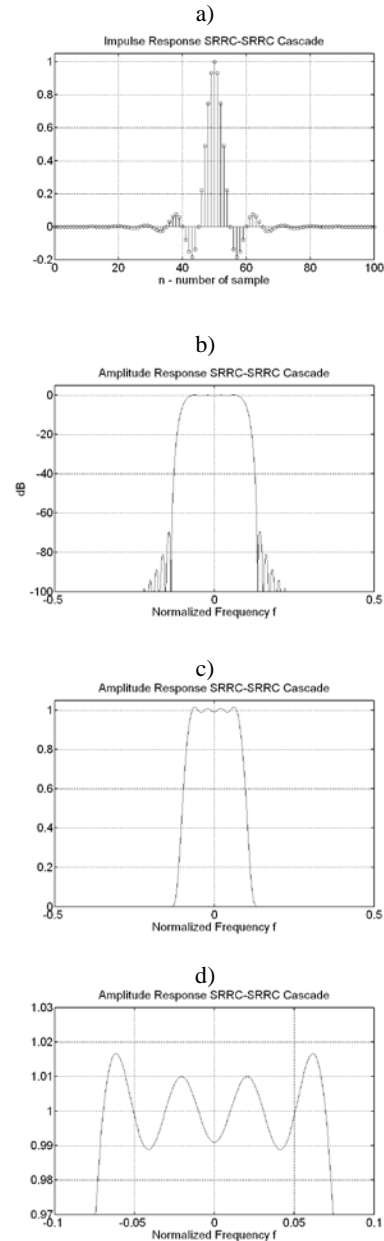 a)
Impulse Response SRRC-SRRC Cascade
1
0.8
0.6
0.4
0.2
0
-0.2
0 20 40 60 80 100
n - number of sample
b)
Amplitude Response SRRC-SRRC Cascade
0
-20
-40
-60
-80
-100
dB
-0.5 0 0.5
Normalized Frequency f
c)
Amplitude Response SRRC-SRRC Cascade
1
0.8
0.6
0.4
0.2
0
-0.5 0 0.5
Normalized Frequency f
d)
Amplitude Response SRRC-SRRC Cascade
1.03
1.02
1.01
1
0.99
0.98
0.97
-0.1 -0.05 0 0.05 0.1
Normalized Frequency f